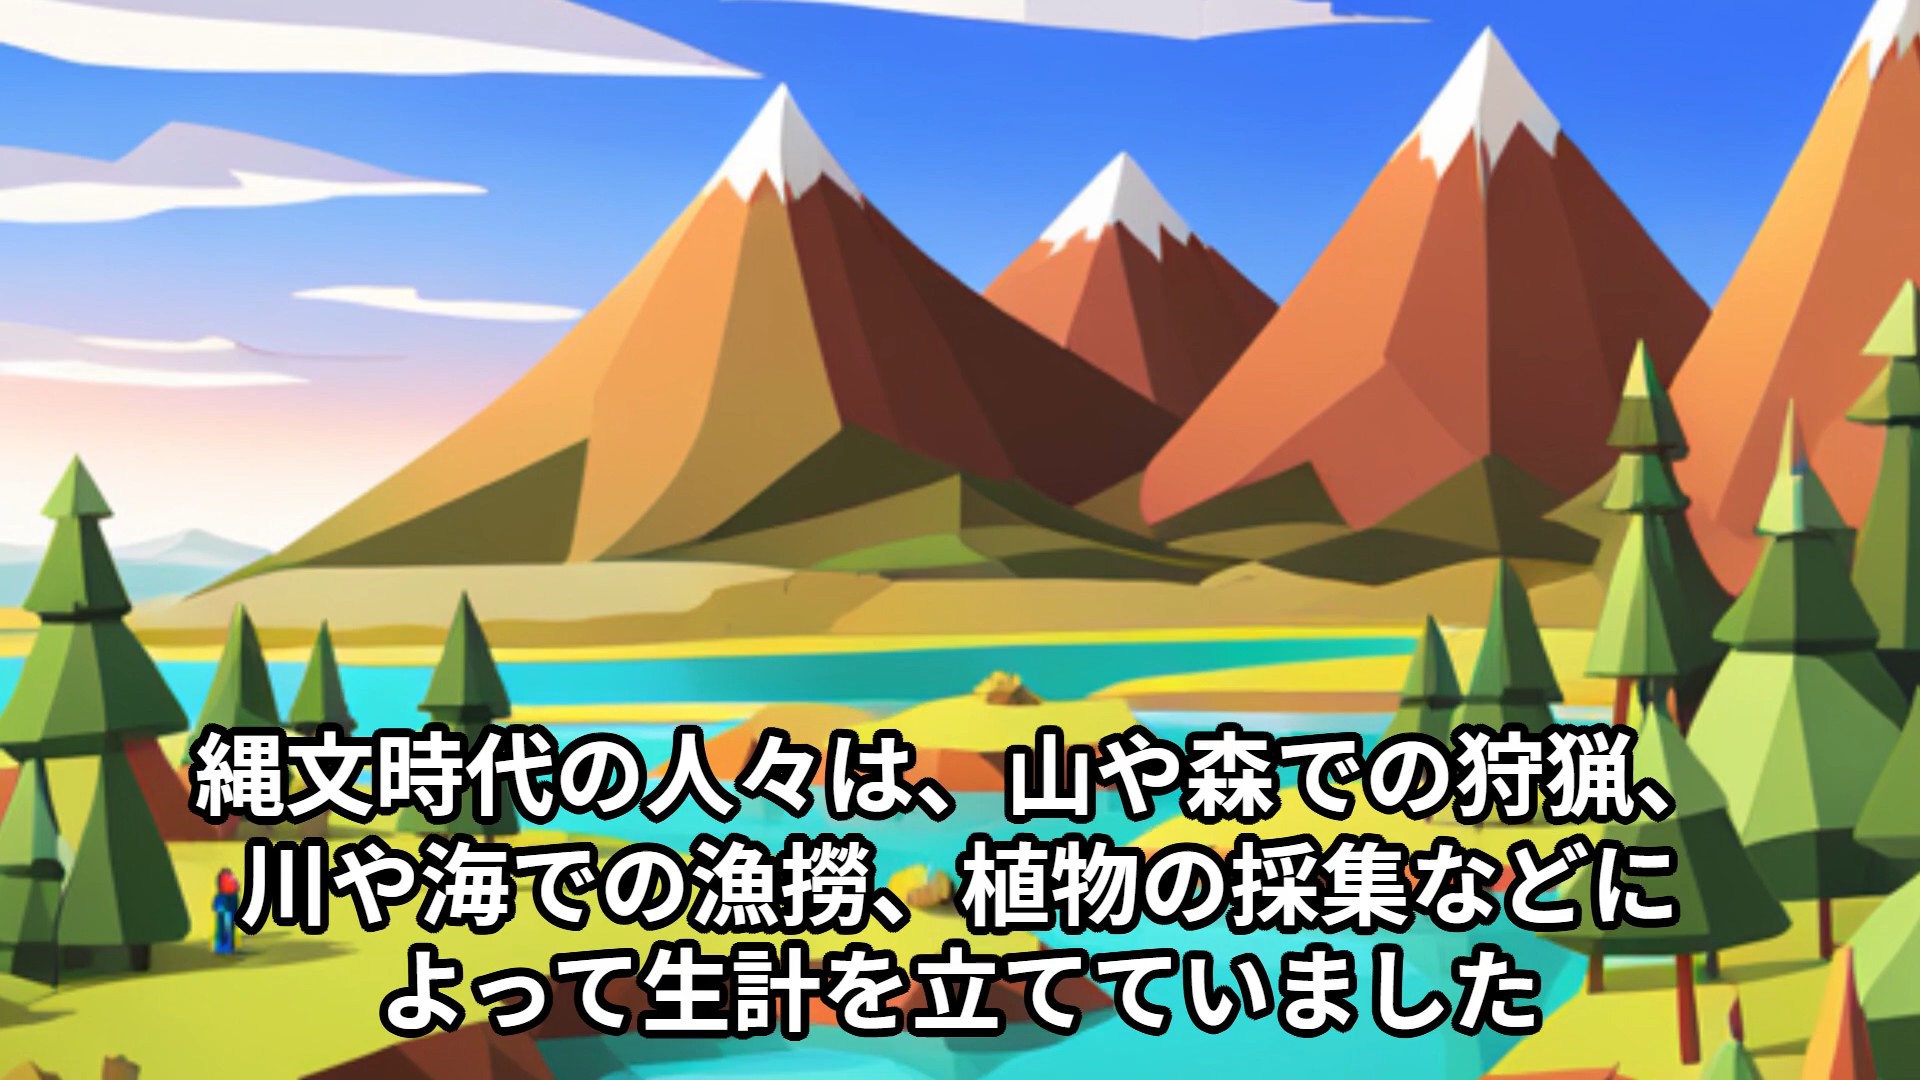 縄文時代の人々は、山や森での狩猟、
川や海での漁撈、植物の採集などに
よって生計を立てていました